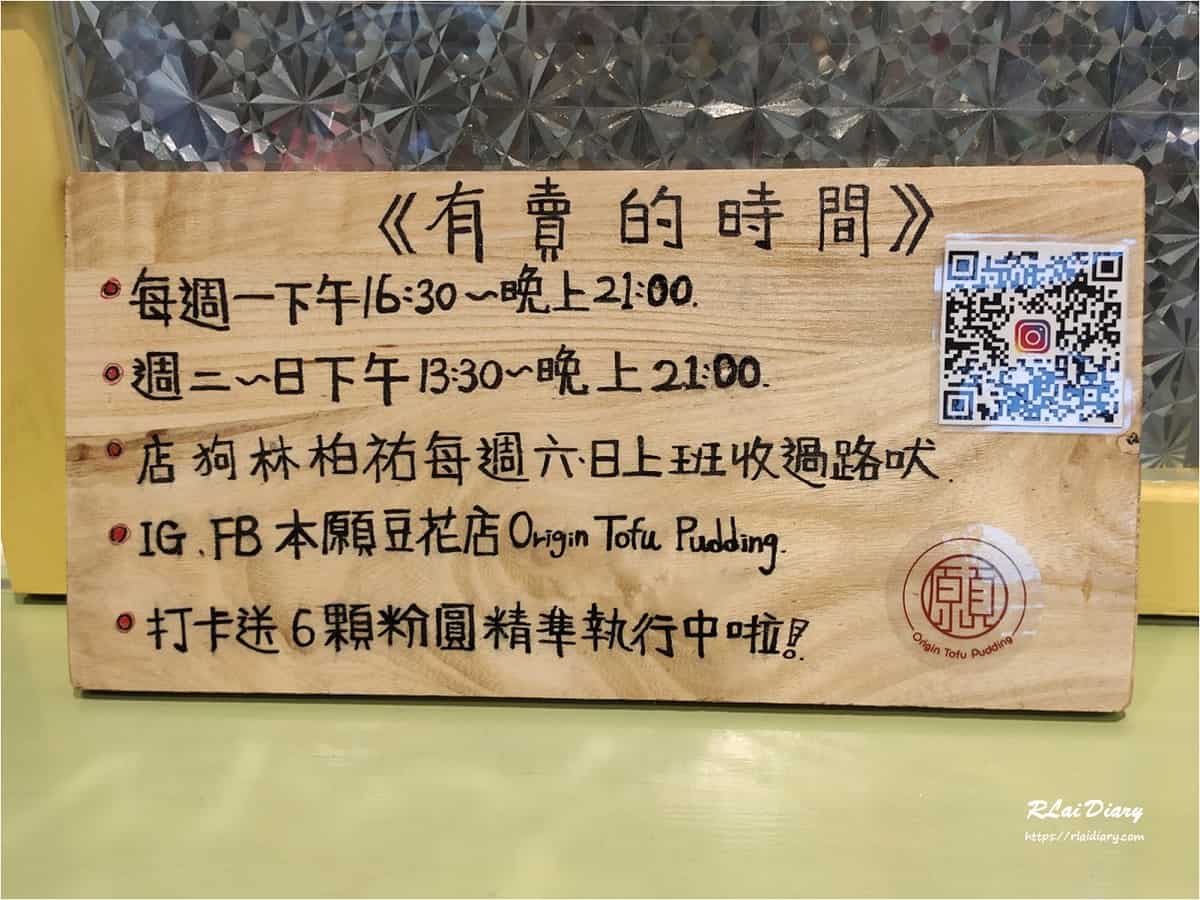 《有賣的時間》
每週一下午16:30~晚上21:00.
週二~日下午13:30~晚上21:00.
店狗林柏祐每週六.日上班收過路吠.
IG、FB本願豆花店Origin Tofu Pudding.
打卡送6顆粉圓精準執行中啦!
願
Origin Tofu Pudding
RLaiDiary
https://rlaidiary.com